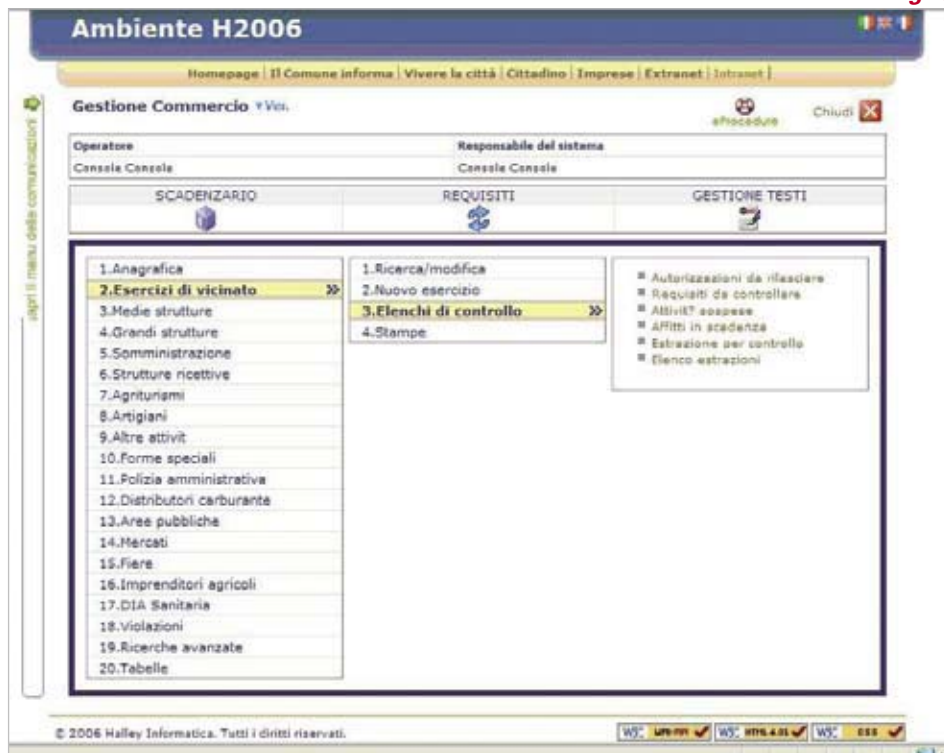 Ambiente H2006
Homepage | Il Comune informa | Vivere la città | Cittadino | Imprese | Extranet | Intranet |
Gestione Commercio
eProcedure
Chiudi
apri il menu delle comunicazioni
Operatore Responsabile del sistema
Console Console Console Console
SCADENZARIO REQUISITI GESTIONE TESTI
1.Anagrafica
2.Esercizi di vicinato »
3.Medie strutture
4.Grandi strutture
5.Somministrazione
6.Strutture ricettive
7.Agriturismi
8.Artigiani
9.Altre attivit
10.Forme speciali
11.Polizia amministrativa
12.Distributori carburante
13.Aree pubbliche
14.Mercati
15.Fiere
16.Imprenditori agricoli
17.DIA Sanitaria
18.Violazioni
19.Ricerche avanzate
20.Tabelle
1.Ricerca/modifica
2.Nuovo esercizio
3.Elenchi di controllo »
4.Stampe
Autorizzazioni da rilasciare
Requisiti da controllare
Attivit? sospese
Affitti in scadenza
Estrazione per controllo
Elenco estrazioni
© 2006 Halley Informatica. Tutti i diritti riservati.
W3C W3C HTML 4.01 W3C CSS